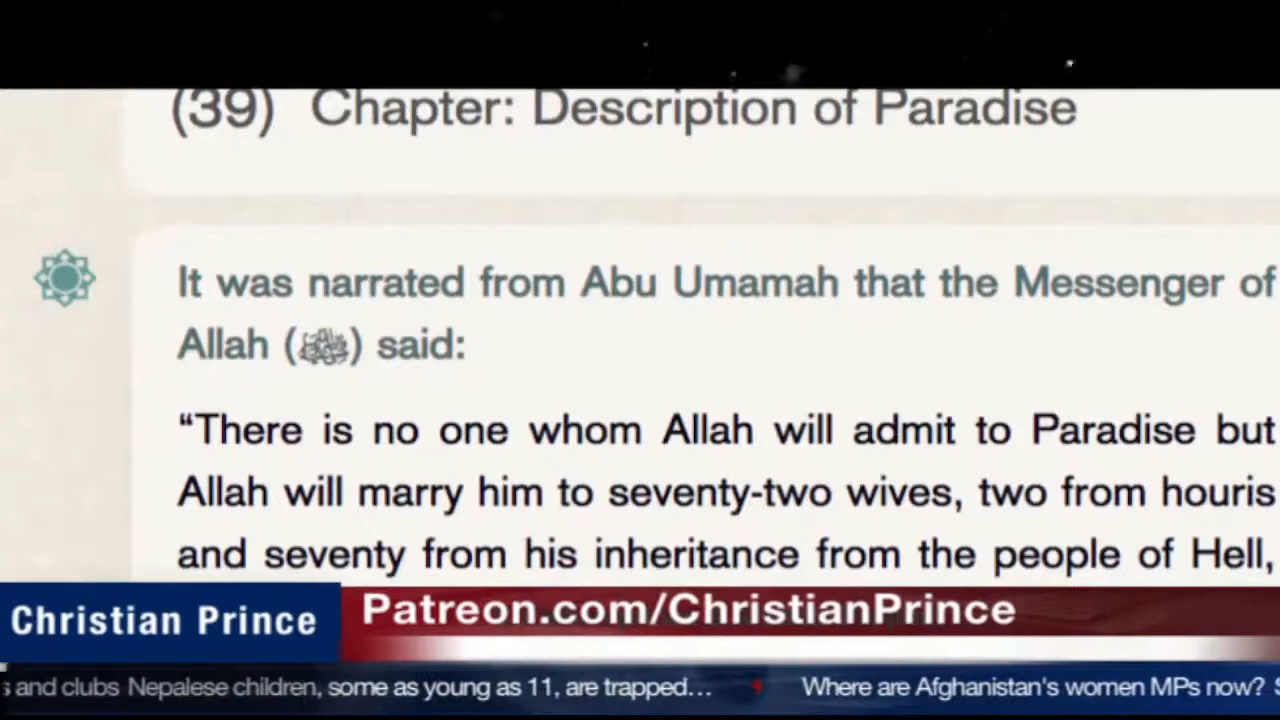 (39) Chapter: Description of Paradise
It was narrated from Abu Umamah that the Messenger of
Allah (ﷺ) said:
“There is no one whom Allah will admit to Paradise but
Allah will marry him to seventy-two wives, two from houris
and seventy from his inheritance from the people of Hell,
Christian Prince
Patreon.com/ChristianPrince
s and clubs Nepalese children, some as young as 11, are trapped... Where are Afghanistan's women MPs now? S